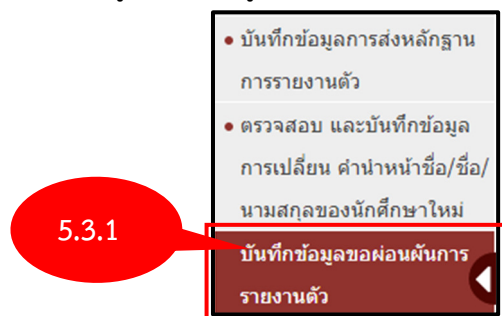 • บันทึกข้อมูลการส่งหลักฐาน
การรายงานตัว
• ตรวจสอบ และบันทึกข้อมูล
การเปลี่ยน คำนำหน้าชื่อ/ชื่อ/
นามสกุลของนักศึกษาใหม่
5.3.1
บันทึกข้อมูลขอผ่อนผันการ
รายงานตัว